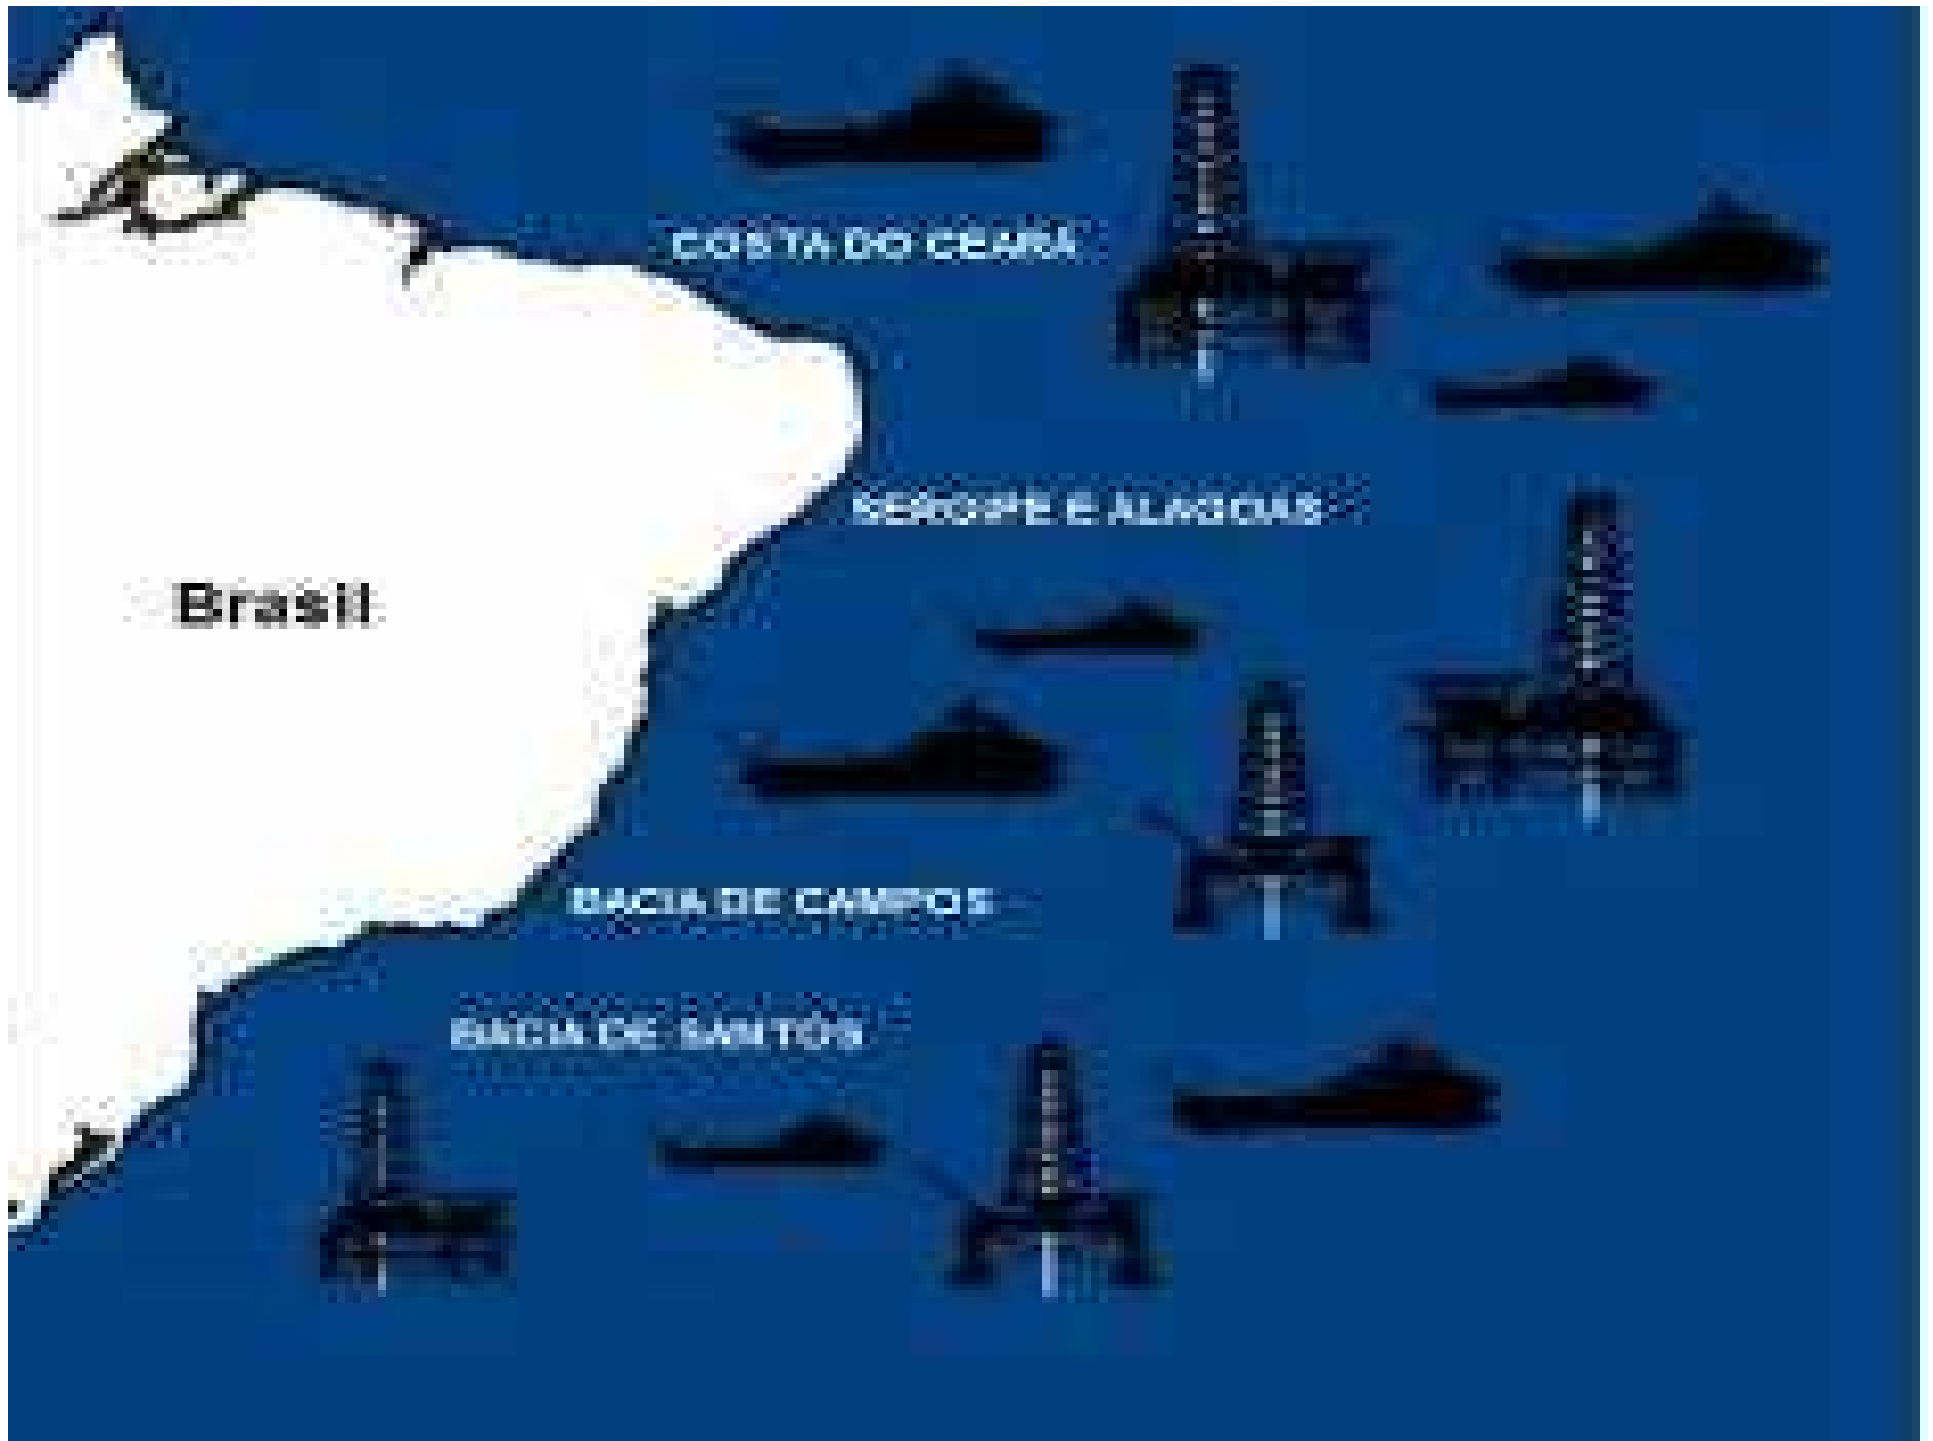 COSTA DO CEARÁ
SERGIPE E ALAGOAS
Brasil
BACIA DE CAMPOS
BACIA DE SANTOS